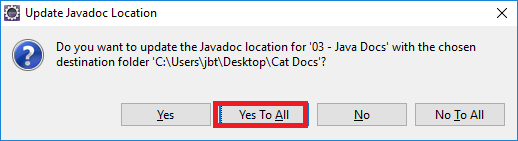 Update Javadoc Location
Do you want to update the Javadoc location for '03 - Java Docs' with the chosen
destination folder 'C:\Users\jbt\Desktop\Cat Docs'?
Yes
Yes To All
No
No To All